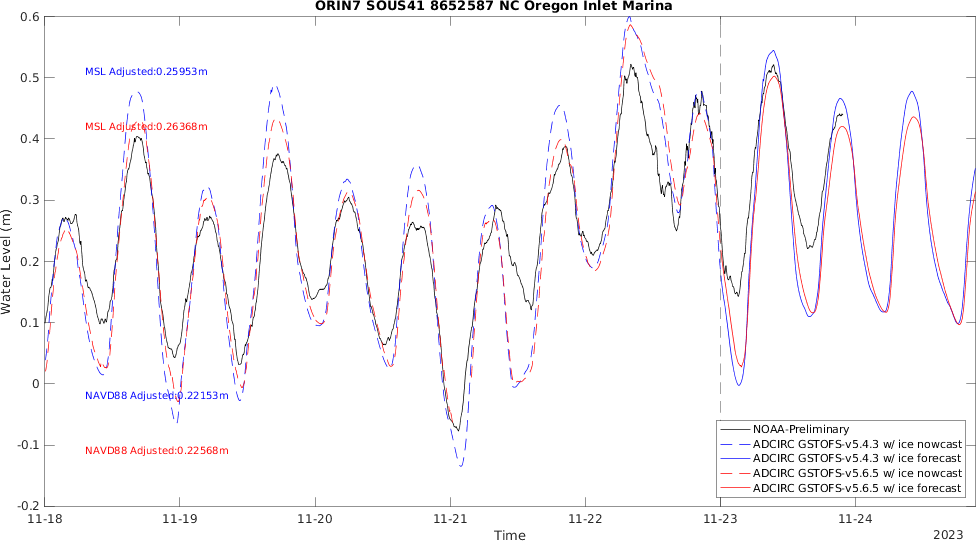 ORIN7 SOUS41 8652587 NC Oregon Inlet Marina
0.6
0.5
0.4
0.3
0.2
0.1
0
-0.1
-0.2
Water Level (m)
MSL Adjusted:0.25953m
MSL Adjusted:0.26368m
NAVD88 Adjusted:0.22153m
NAVD88 Adjusted:0.22568m
NOAA-Preliminary
ADCIRC GSTOFS-v5.4.3 w/ ice nowcast
ADCIRC GSTOFS-v5.4.3 w/ ice forecast
ADCIRC GSTOFS-v5.6.5 w/ ice nowcast
ADCIRC GSTOFS-v5.6.5 w/ ice forecast
11-18 11-19 11-20 11-21 11-22 11-23 11-24
Time
2023